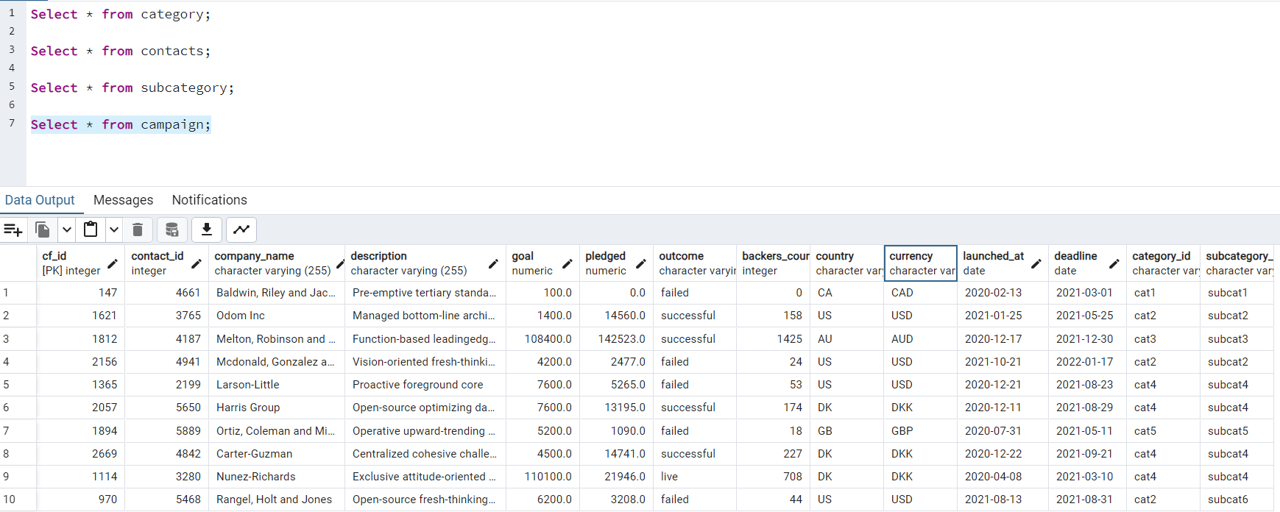 1 Select * from category;
2
3 Select * from contacts;
4
5 Select * from subcategory;
6
7 Select * from campaign;
Data Output Messages Notifications
cf_id contact_id company_name description goal pledged outcome backers_cour country currency launched_at deadline category_id subcategory_
[PK] integer integer character varying (255) character varying (255) numeric numeric character varyin integer character var character var date date character vary character vary
1 147 4661 Baldwin, Riley and Jac... Pre-emptive tertiary standa... 100.0 0.0 failed 0 CA CAD 2020-02-13 2021-03-01 cat1 subcat1
2 1621 3765 Odom Inc Managed bottom-line archi... 1400.0 14560.0 successful 158 US USD 2021-01-25 2021-05-25 cat2 subcat2
3 1812 4187 Melton, Robinson and ... Function-based leadingedg... 108400.0 142523.0 successful 1425 AU AUD 2020-12-17 2021-12-30 cat3 subcat3
4 2156 4941 Mcdonald, Gonzalez a... Vision-oriented fresh-thinki... 4200.0 2477.0 failed 24 US USD 2021-10-21 2022-01-17 cat2 subcat2
5 1365 2199 Larson-Little Proactive foreground core 7600.0 5265.0 failed 53 US USD 2020-12-21 2021-08-23 cat4 subcat4
6 2057 5650 Harris Group Open-source optimizing da... 7600.0 13195.0 successful 174 DK DKK 2020-12-11 2021-08-29 cat4 subcat4
7 1894 5889 Ortiz, Coleman and Mi... Operative upward-trending ... 5200.0 1090.0 failed 18 GB GBP 2020-07-31 2021-05-11 cat5 subcat5
8 2669 4842 Carter-Guzman Centralized cohesive challe... 4500.0 14741.0 successful 227 DK DKK 2020-12-22 2021-09-21 cat4 subcat4
9 1114 3280 Nunez-Richards Exclusive attitude-oriented ... 110100.0 21946.0 live 708 DK DKK 2020-04-08 2021-03-10 cat4 subcat4
10 970 5468 Rangel, Holt and Jones Open-source fresh-thinking... 6200.0 3208.0 failed 44 US USD 2021-08-13 2021-08-31 cat2 subcat6